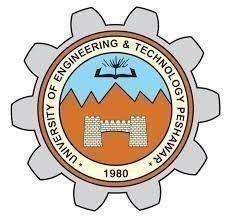 UNIVERSITY OF ENGINEERING & TECHNOLOGY PESHAWAR
1980